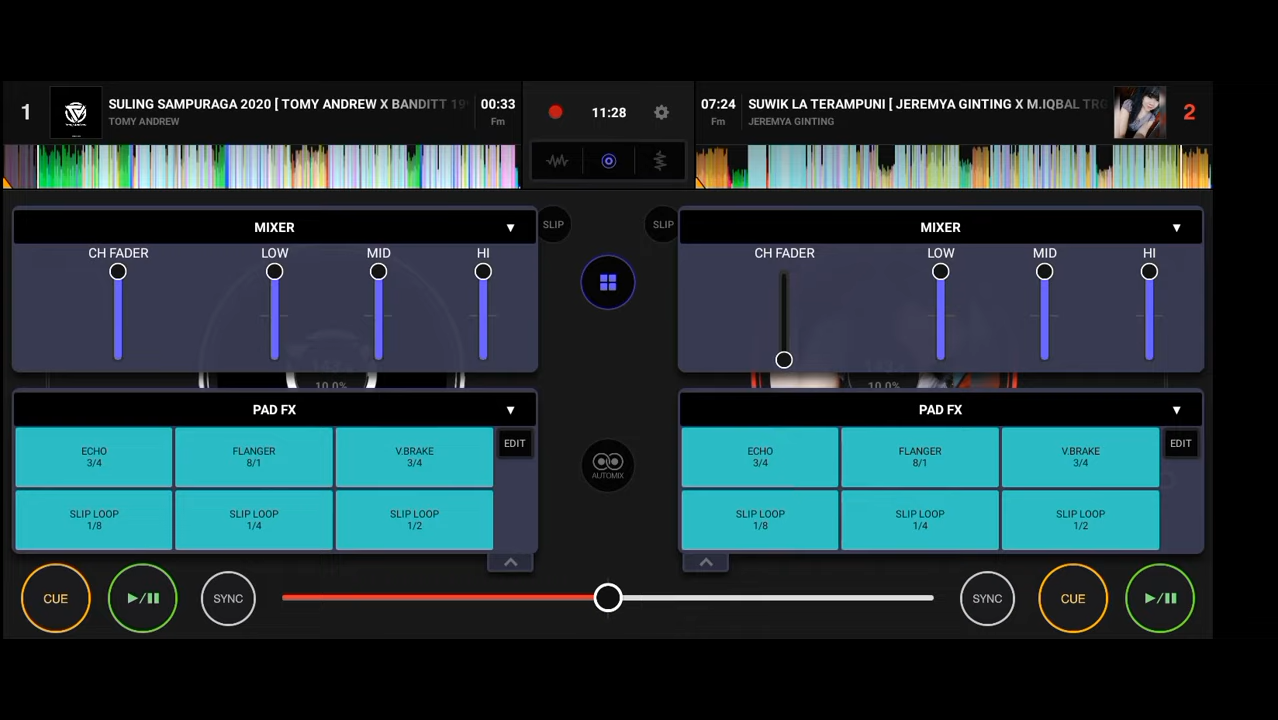 1
SULING SAMPURAGA 2020 [ TOMY ANDREW X BANDITT 19
TOMY ANDREW
00:33
Fm
11:28
07:24
Fm
SUWIK LA TERAMPUNI [ JEREMYA GINTING X M.IQBAL TRG
JEREMYA GINTING
2
SLIP
SLIP
MIXER ▼
CH FADER LOW MID HI
10.0%
MIXER ▼
CH FADER LOW MID HI
10.0%
PAD FX ▼
ECHO
3/4
FLANGER
8/1
V.BRAKE
3/4
EDIT
SLIP LOOP
1/8
SLIP LOOP
1/4
SLIP LOOP
1/2
AUTOMIX
PAD FX ▼
ECHO
3/4
FLANGER
8/1
V.BRAKE
3/4
EDIT
SLIP LOOP
1/8
SLIP LOOP
1/4
SLIP LOOP
1/2
CUE
SYNC
SYNC
CUE